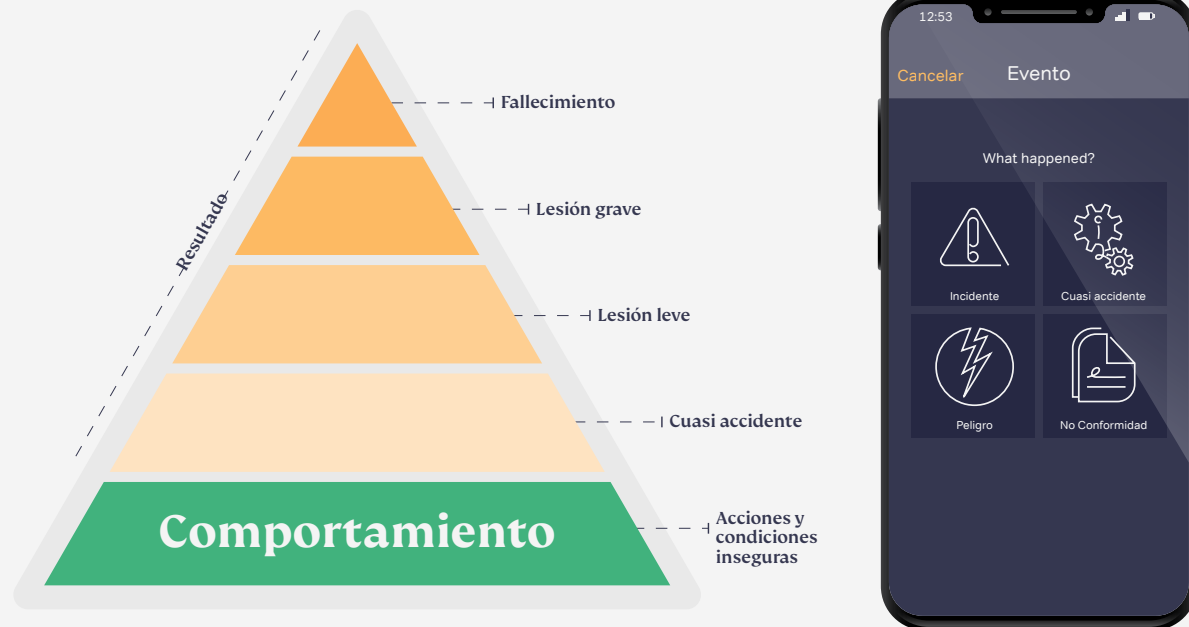 Resultado
Fallecimiento
Lesión grave
Lesión leve
Cuasi accidente
Comportamiento
Acciones y
condiciones
inseguras
12:53
Cancelar
Evento
What happened?
Incidente
Cuasi accidente
Peligro
No Conformidad